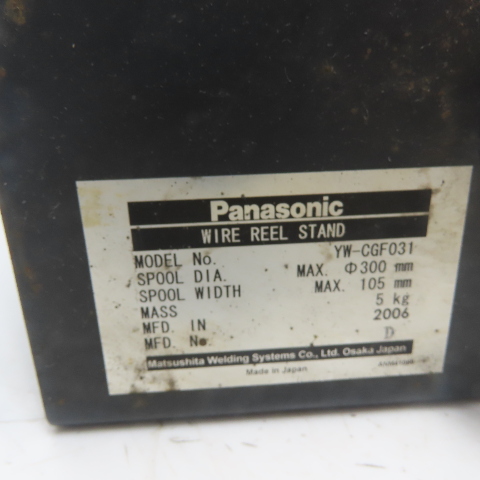 Panasonic
WIRE REEL STAND
MODEL No. YW-CGF031
SPOOL DIA. MAX. Φ300 mm
SPOOL WIDTH MAX. 105 mm
MASS 5 kg
MFD. IN 2006
MFD. No. D
Matsushita Welding Systems Co., Ltd. Osaka Japan
Made in Japan